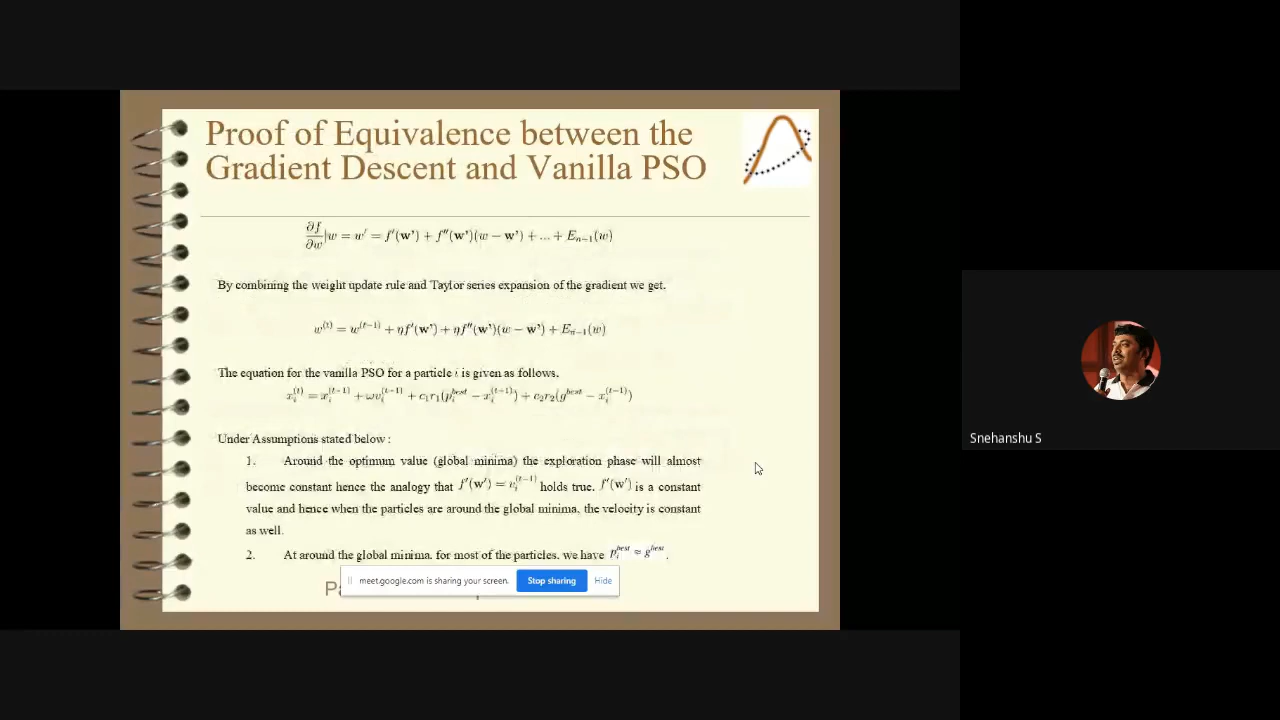 Proof of Equivalence between the
Gradient Descent and Vanilla PSO
∂f/∂w|w = w' = f'(w') + f''(w')(w − w') + ... + E_{n−1}(w)
By combining the weight update rule and Taylor series expansion of the gradient we get.
w^{(t)} = w^{(t−1)} + ηf'(w') + ηf''(w')(w − w') + E_{n−1}(w)
The equation for the vanilla PSO for a particle i is given as follows.
x_i^{(t)} = x_i^{(t−1)} + ωv_i^{(t−1)} + c₁r₁(p_i^{best} − x_i^{(t−1)}) + c₂r₂(g^{best} − x_i^{(t−1)})
Under Assumptions stated below :
1. Around the optimum value (global minima) the exploration phase will almost
become constant hence the analogy that f'(w') = v_i^{(t−1)} holds true. f'(w') is a constant
value and hence when the particles are around the global minima, the velocity is constant
as well.
2. At around the global minima, for most of the particles, we have p_i^{best} ≈ g^{best}.
meet.google.com is sharing your screen. Stop sharing Hide
Snehanshu S